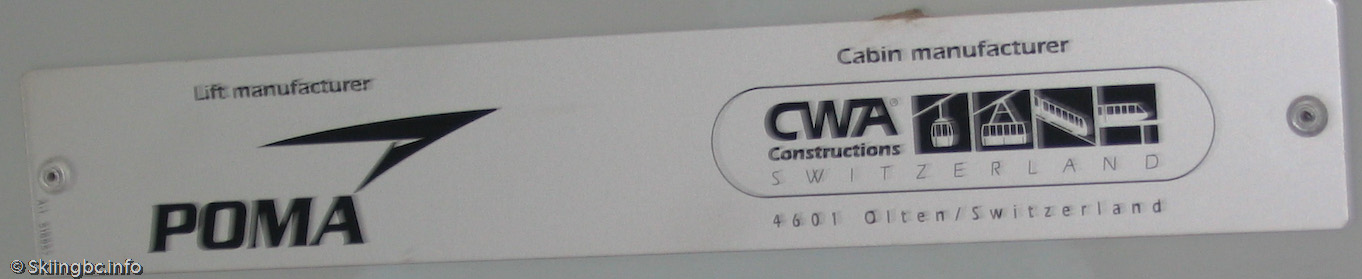 Lift manufacturer
POMA
Cabin manufacturer
CWA®
Constructions
SWITZERLAND
4601 Olten/Switzerland
© Skiingbc.info